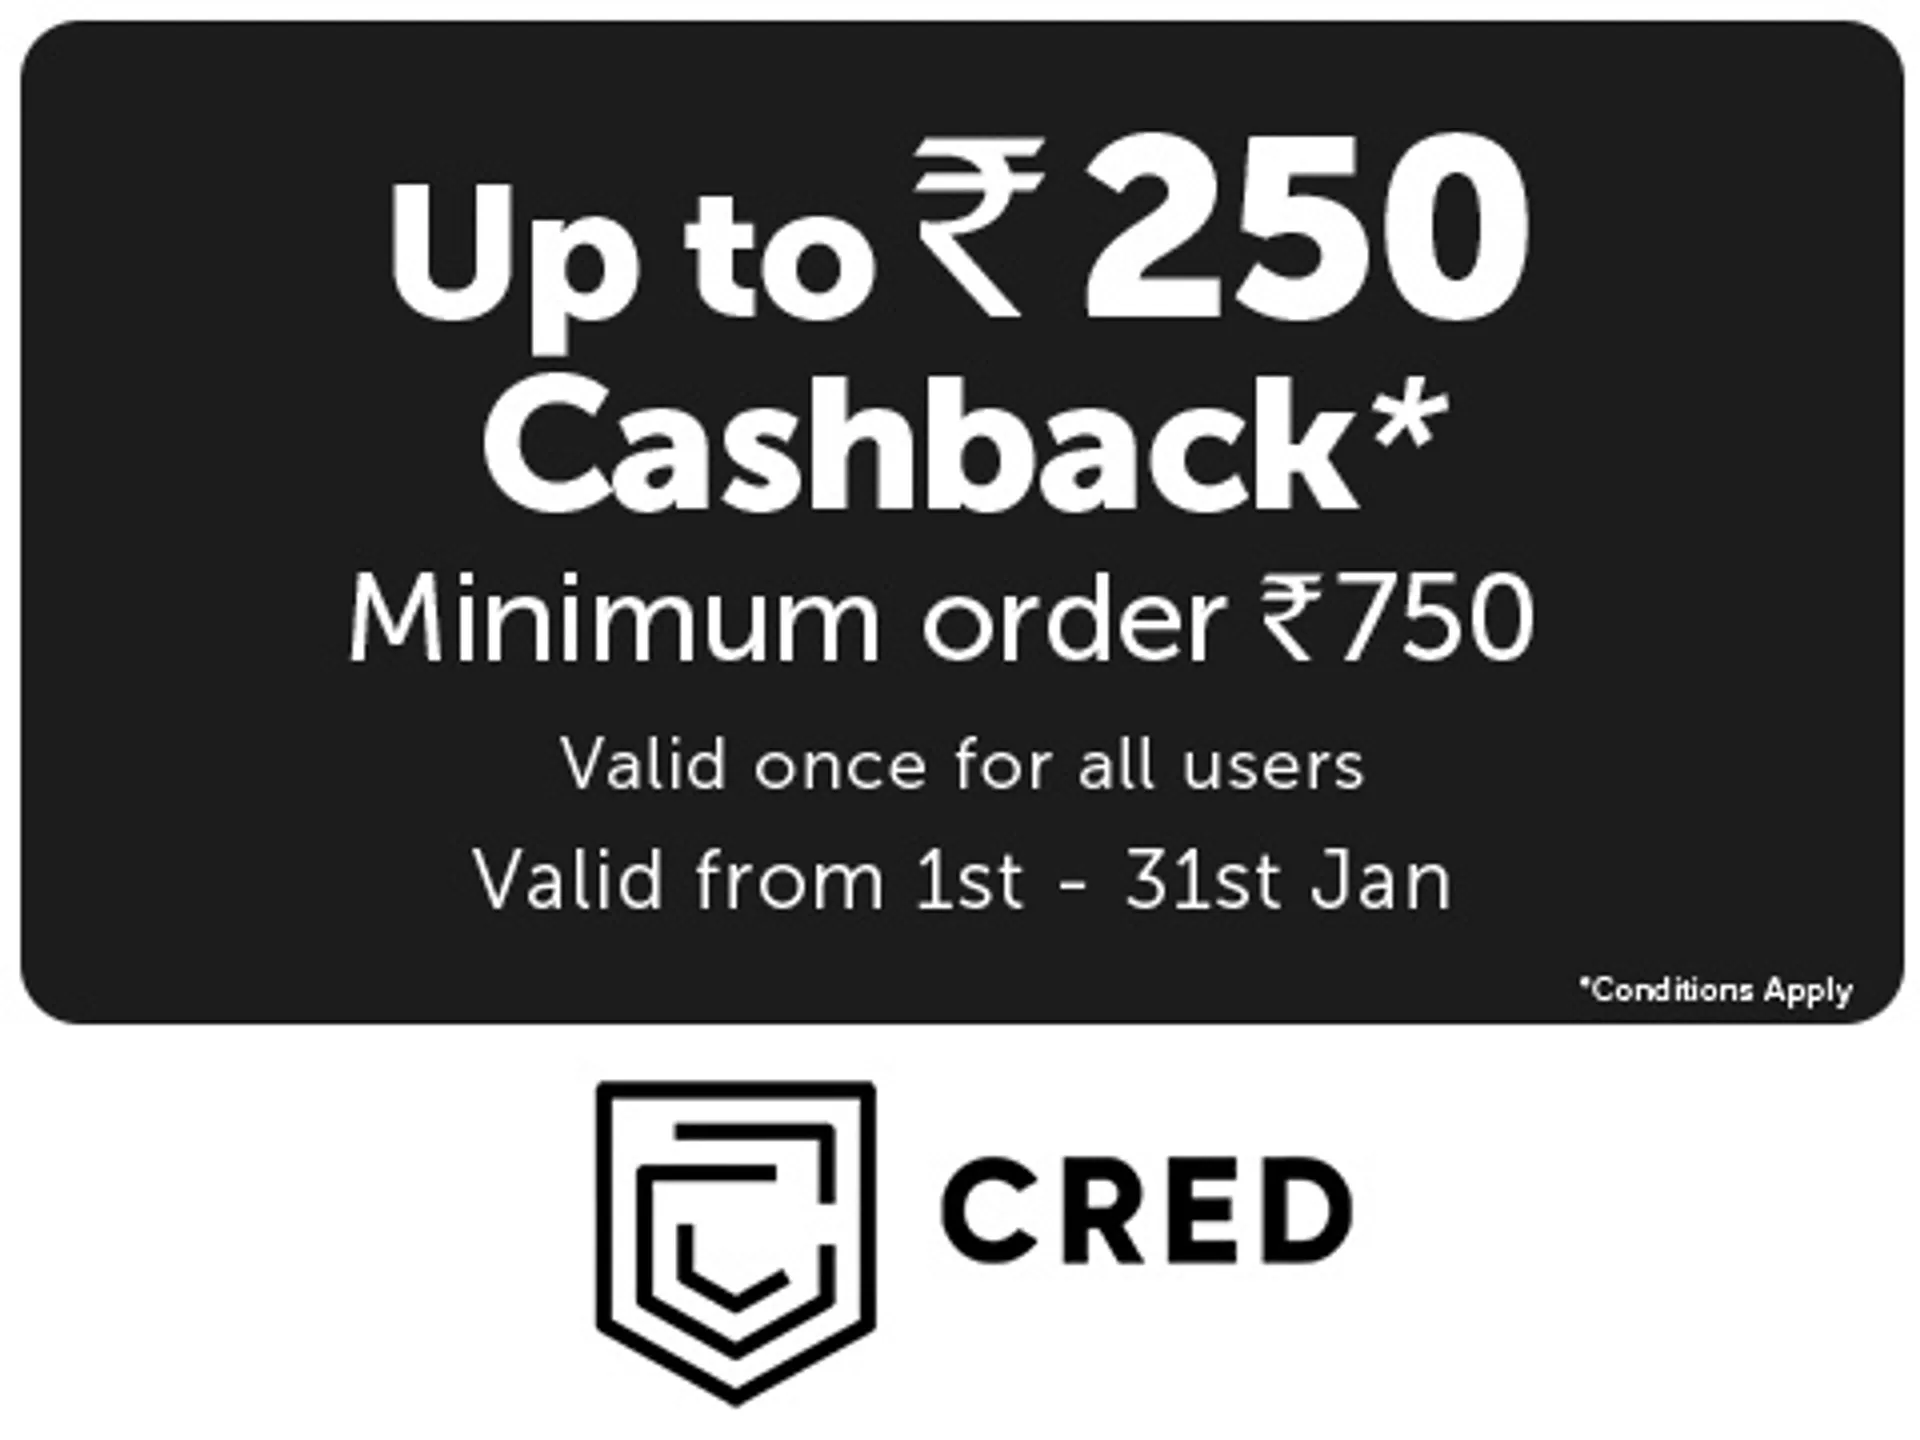 Up to ₹250
Cashback*
Minimum order ₹750
Valid once for all users
Valid from 1st - 31st Jan
*Conditions Apply
CRED